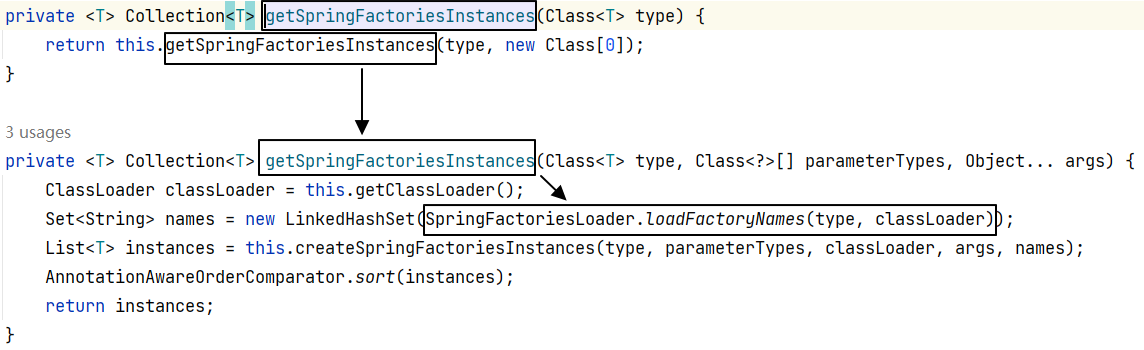 private <T> Collection<T> getSpringFactoriesInstances(Class<T> type) {
    return this.getSpringFactoriesInstances(type, new Class[0]);
}
3 usages
private <T> Collection<T> getSpringFactoriesInstances(Class<T> type, Class<?>[] parameterTypes, Object... args) {
    ClassLoader classLoader = this.getClassLoader();
    Set<String> names = new LinkedHashSet(SpringFactoriesLoader.loadFactoryNames(type, classLoader));
    List<T> instances = this.createSpringFactoriesInstances(type, parameterTypes, classLoader, args, names);
    AnnotationAwareOrderComparator.sort(instances);
    return instances;
}